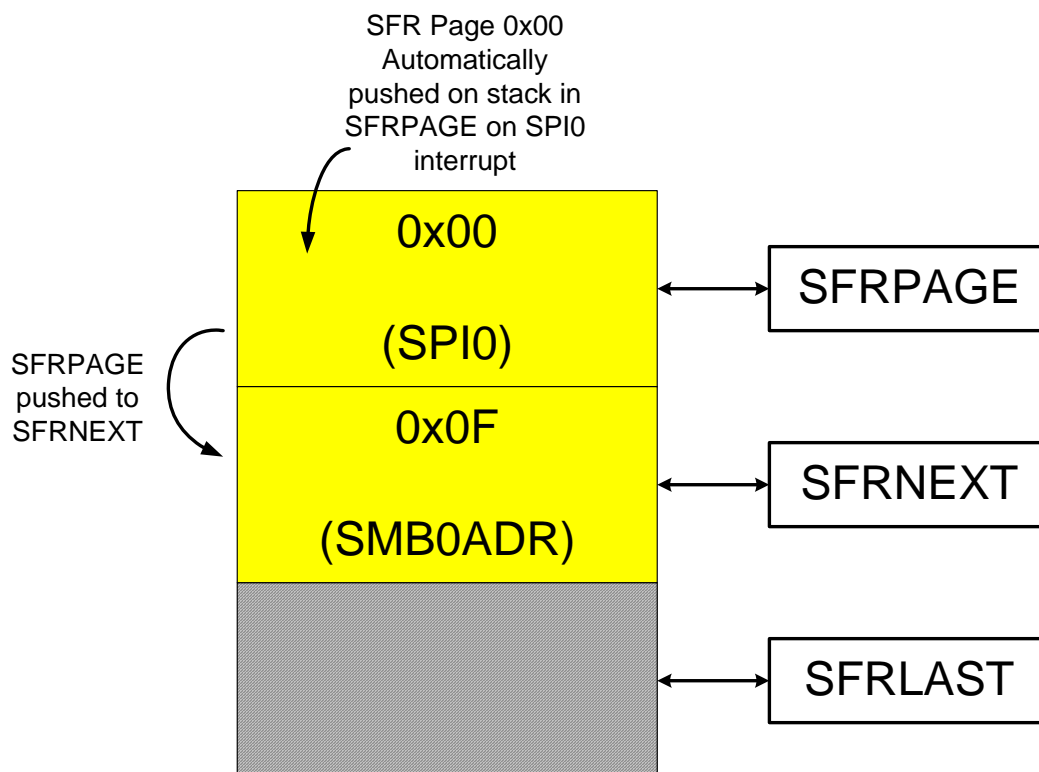 SFR Page 0x00
Automatically
pushed on stack in
SFRPAGE on SPI0
interrupt
0x00
(SPI0)
SFRPAGE
SFRPAGE
pushed to
SFRNEXT
0x0F
(SMB0ADR)
SFRNEXT
SFRLAST